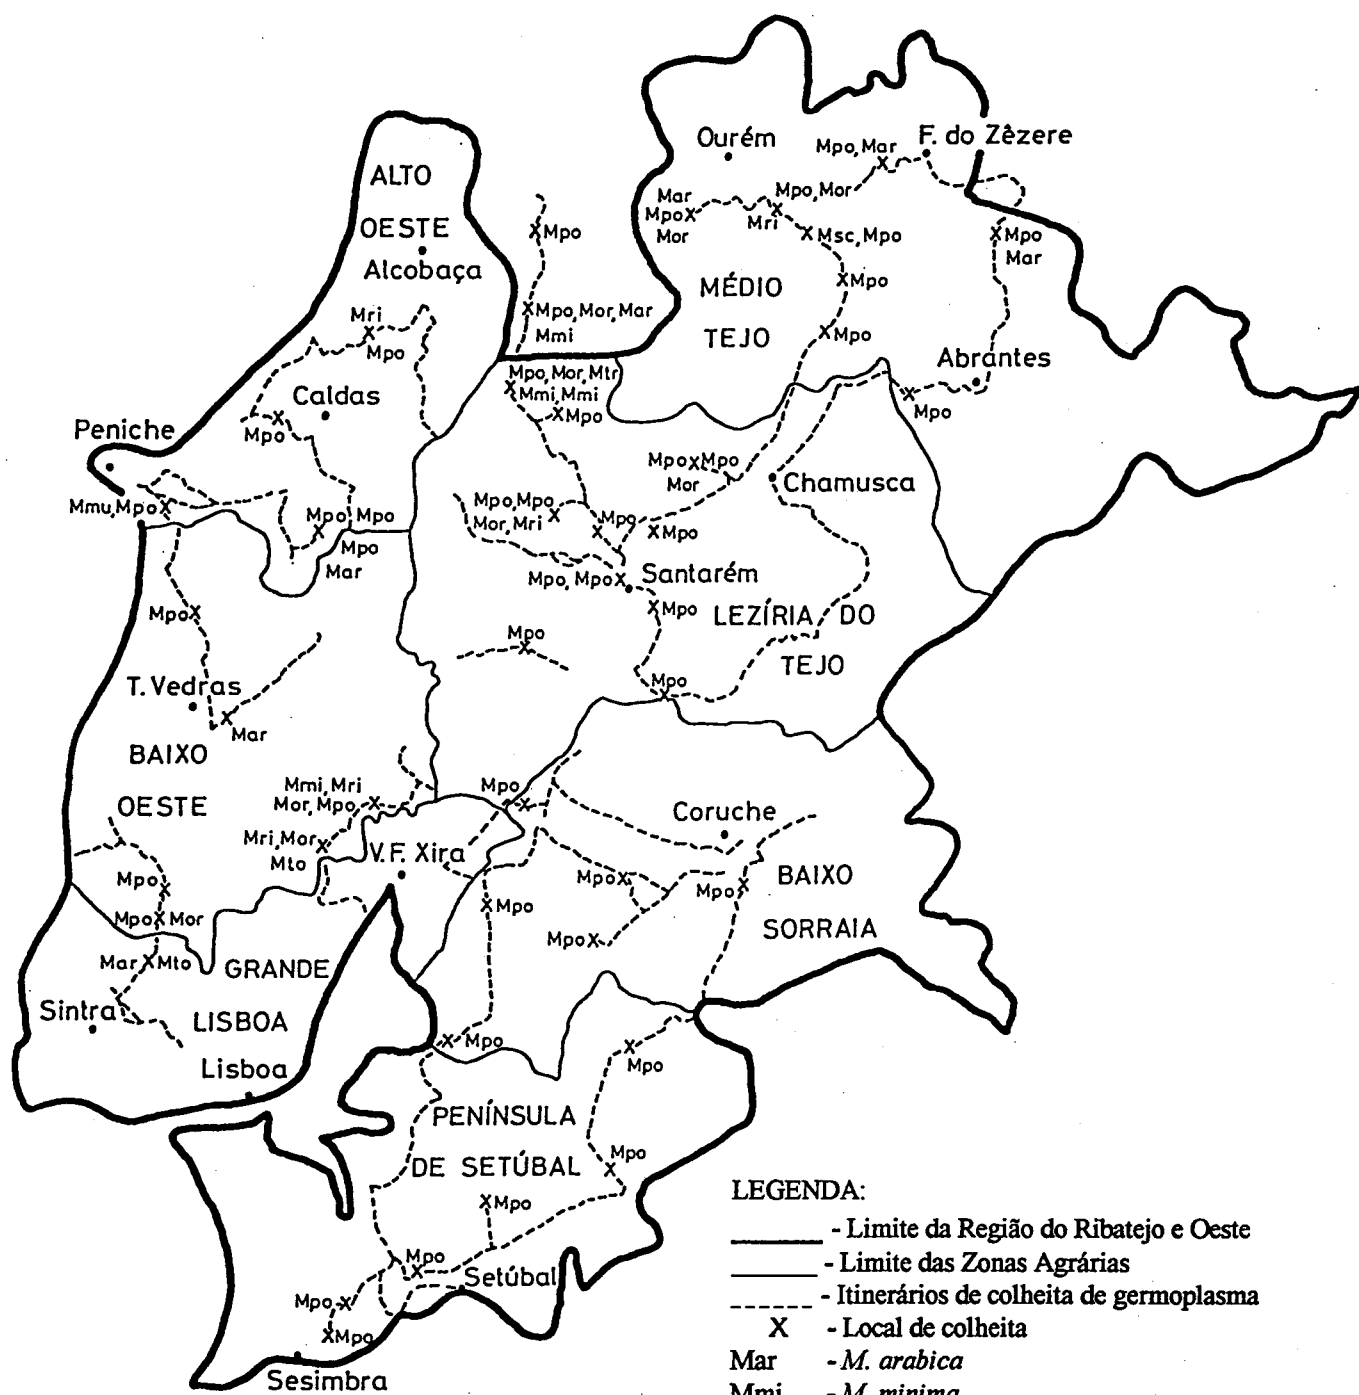 Ourém
F. do Zêzere
Mpo, Mar
ALTO
OESTE
Alcobaça
Mar
Mpo
Mor
Mpo, Mor
Mri
Msc, Mpo
Mpo
Mpo
Mar
MÉDIO
TEJO
Mpo
Mpo, Mor, Mar
Mmi
Mri
Mpo
Mpo
Abrantes
Mpo
Mpo, Mor, Mtr
Mmi, Mmi
Mpo
Caldas
Mpo
Peniche
Mpo
Mpo
Mor
Chamusca
Mmu, Mpo
Mpo
Mpo
Mpo
Mar
Mpo, Mpo
Mor, Mri
Mpo
Mpo
Mpo, Mpo
Santarém
Mpo
Mpo
LEZÍRIA DO
TEJO
Mpo
Mpo
T. Vedras
Mar
BAIXO
OESTE
Mmi, Mri
Mor, Mpo
Mpo
Coruche
Mri, Mor
Mto
V.F. Xira
Mpo
Mpo
Mpo
BAIXO
SORRAIA
Mpo
Mpo
Mor
Mpo
Mar
Mto
GRANDE
LISBOA
Sintra
Lisboa
Mpo
Mpo
PENÍNSULA
DE SETÚBAL
Mpo
Mpo
Mpo
Setúbal
Mpo
Mpo
Sesimbra
LEGENDA:
- Limite da Região do Ribatejo e Oeste
- Limite das Zonas Agrárias
- Itinerários de colheita de germoplasma
X - Local de colheita
Mar - M. arabica
Mmi - M. minima